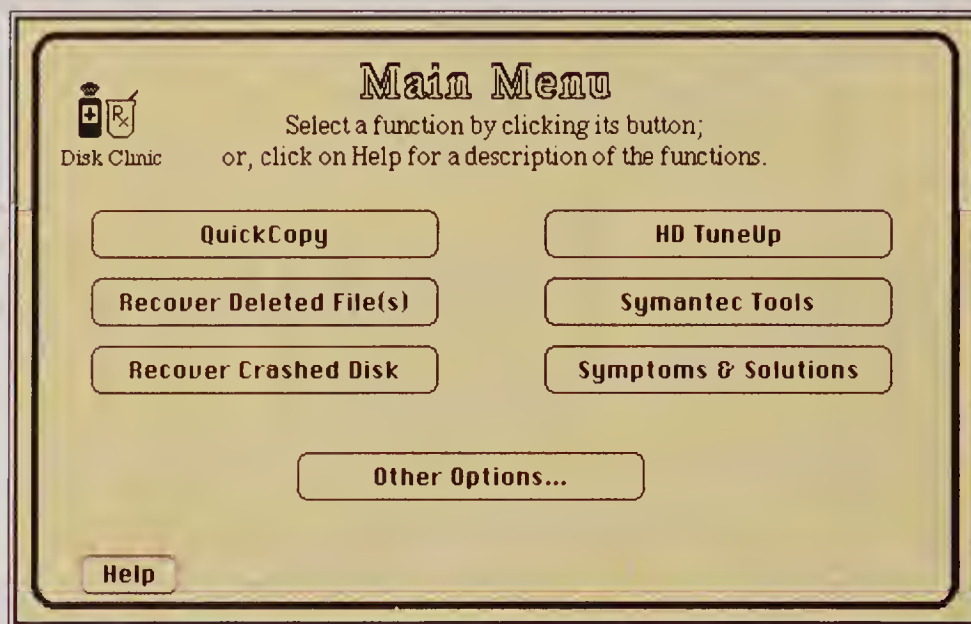 Main Menu
Select a function by clicking its button;
or, click on Help for a description of the functions.
Rx
Disk Clinic
QuickCopy
HD TuneUp
Recover Deleted File(s)
Symantec Tools
Recover Crashed Disk
Symptoms & Solutions
Other Options...
Help